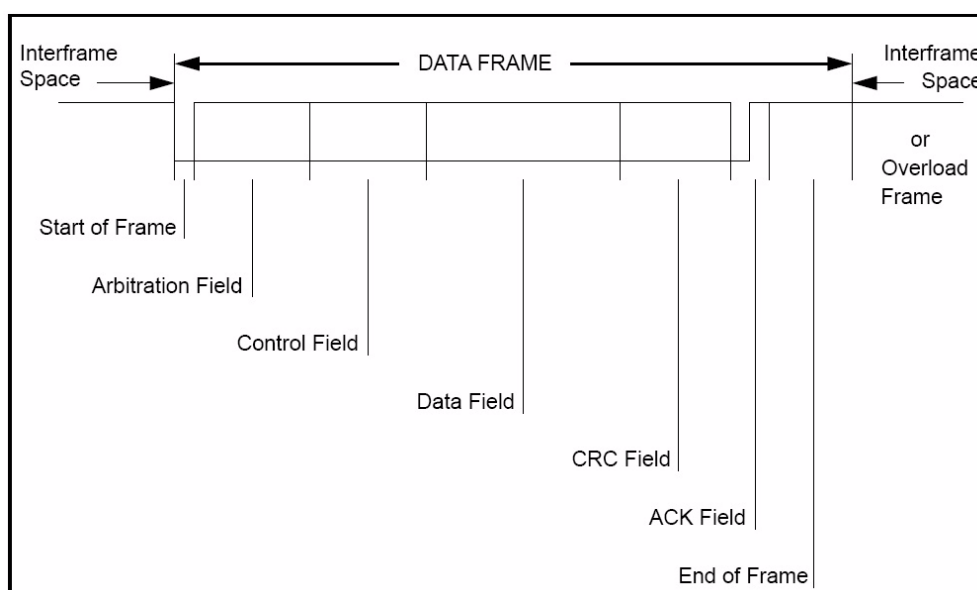 Interframe
Space
DATA FRAME
Interframe
Space
or
Overload
Frame
Start of Frame
Arbitration Field
Control Field
Data Field
CRC Field
ACK Field
End of Frame